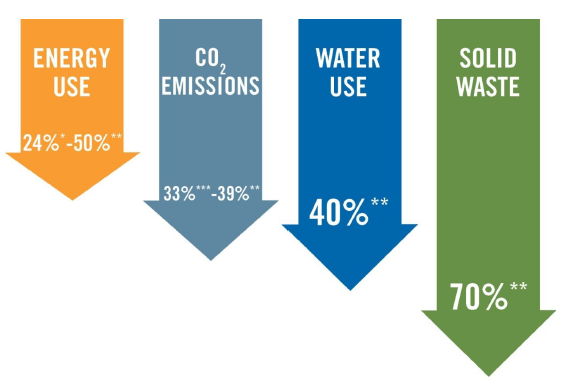 ENERGY
USE
24%*-50%**
CO₂
EMISSIONS
33%***-39%**
WATER
USE
40%**
SOLID
WASTE
70%**